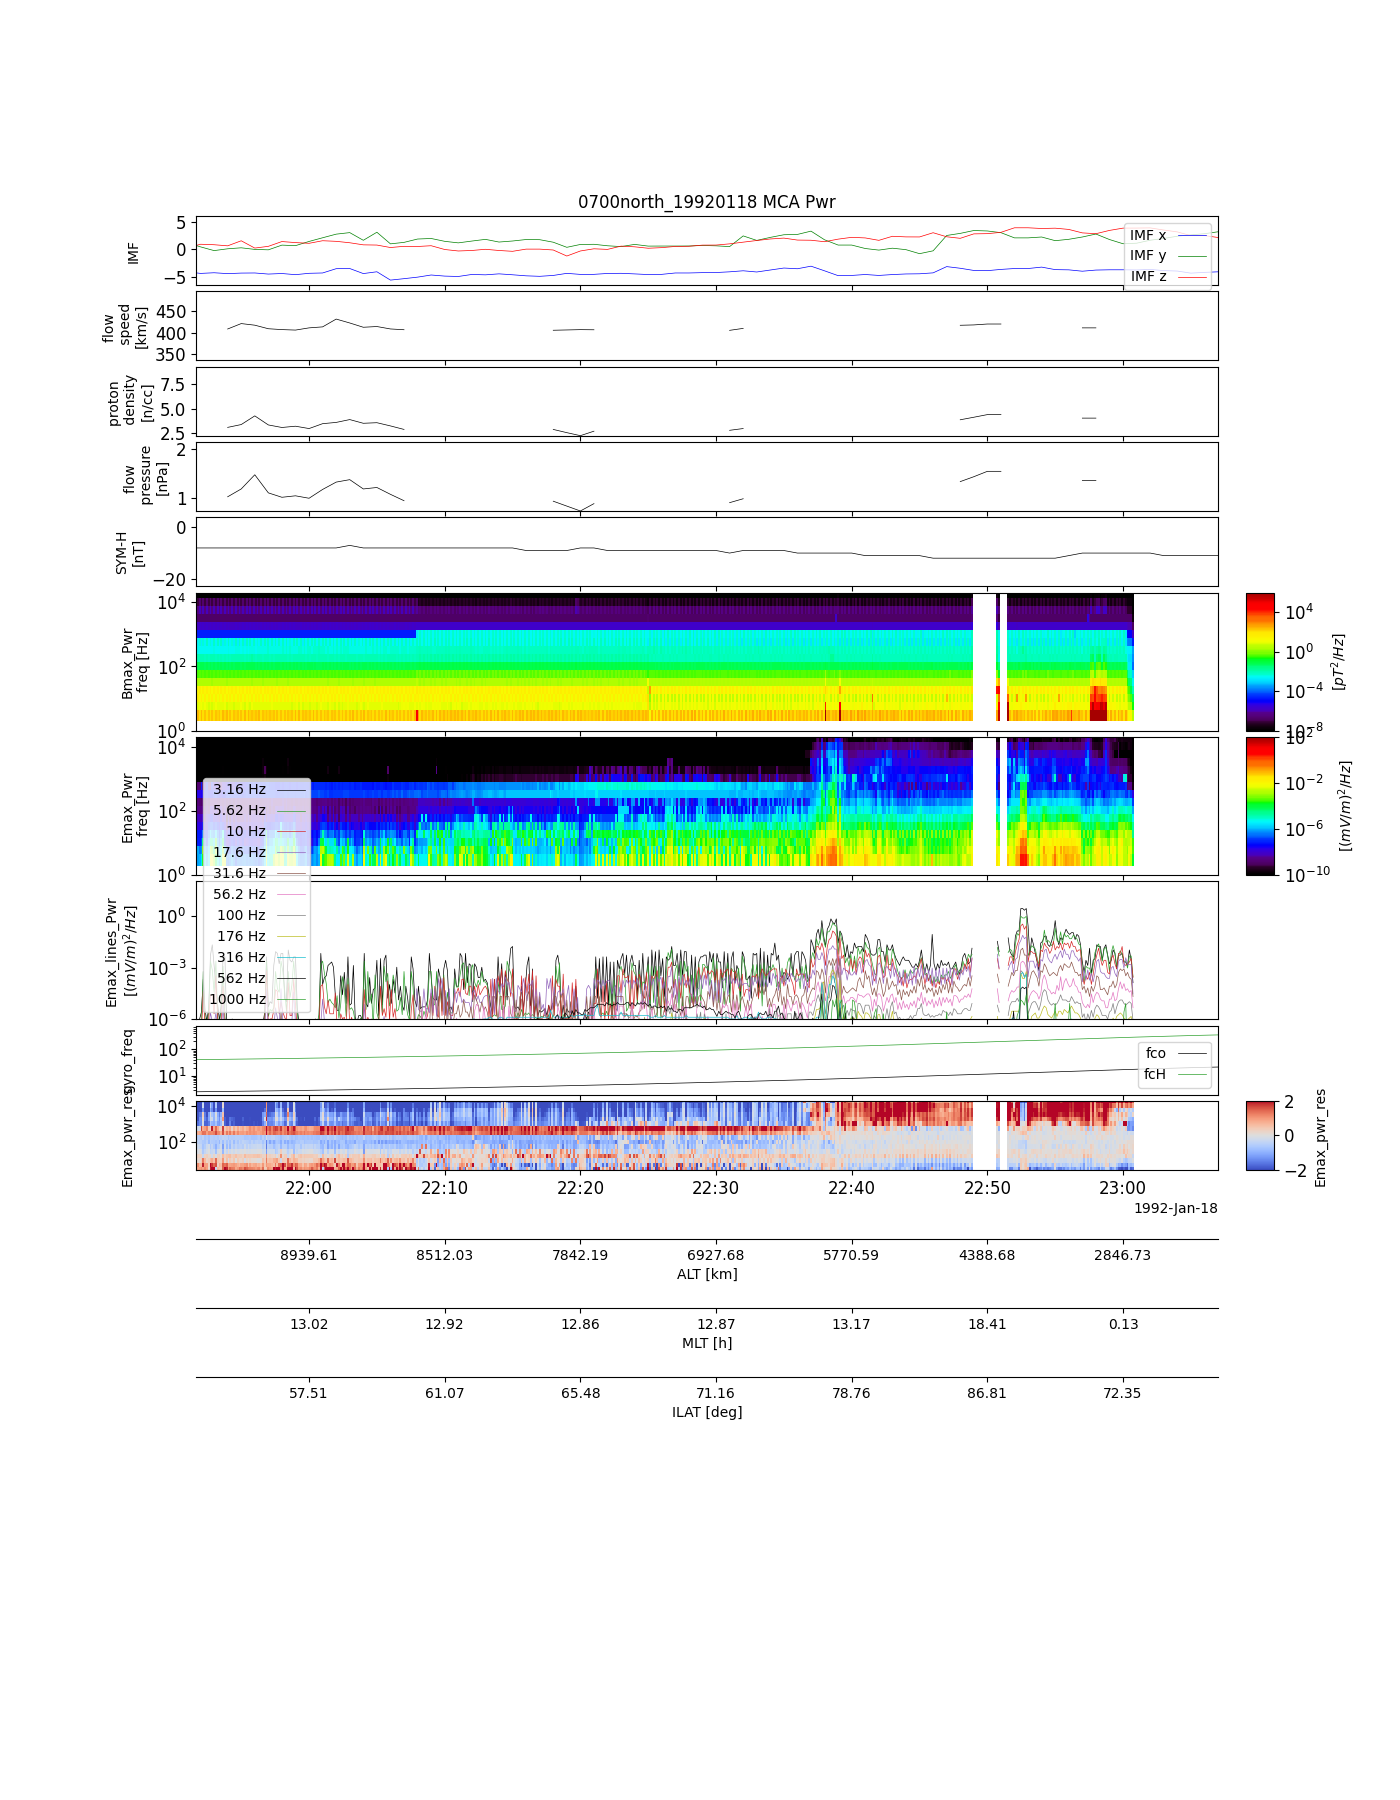 0700north_19920118 MCA Pwr
5
0
−5
IMF
IMF x
IMF y
IMF z
450
400
350
flow
speed
[km/s]
7.5
5.0
2.5
proton
density
[n/cc]
2
1
flow
pressure
[nPa]
0
−20
SYM-H
[nT]
10^4
10^2
10^0
Bmax_Pwr
freq [Hz]
10^4
10^0
10^−4
10^−8
[pT^2/Hz]
10^4
10^2
10^0
Emax_Pwr
freq [Hz]
10^2
10^−2
10^−6
10^−10
[(mV/m)^2/Hz]
3.16 Hz
5.62 Hz
10 Hz
17.6 Hz
31.6 Hz
56.2 Hz
100 Hz
176 Hz
316 Hz
562 Hz
1000 Hz
10^0
10^−3
10^−6
Emax_lines_Pwr
[(mV/m)^2/Hz]
10^2
10^1
gyro_freq
fco
fcH
10^4
10^2
Emax_pwr_res
2
0
−2
Emax_pwr_res
22:00 22:10 22:20 22:30 22:40 22:50 23:00
1992-Jan-18
8939.61 8512.03 7842.19 6927.68 5770.59 4388.68 2846.73
ALT [km]
13.02 12.92 12.86 12.87 13.17 18.41 0.13
MLT [h]
57.51 61.07 65.48 71.16 78.76 86.81 72.35
ILAT [deg]